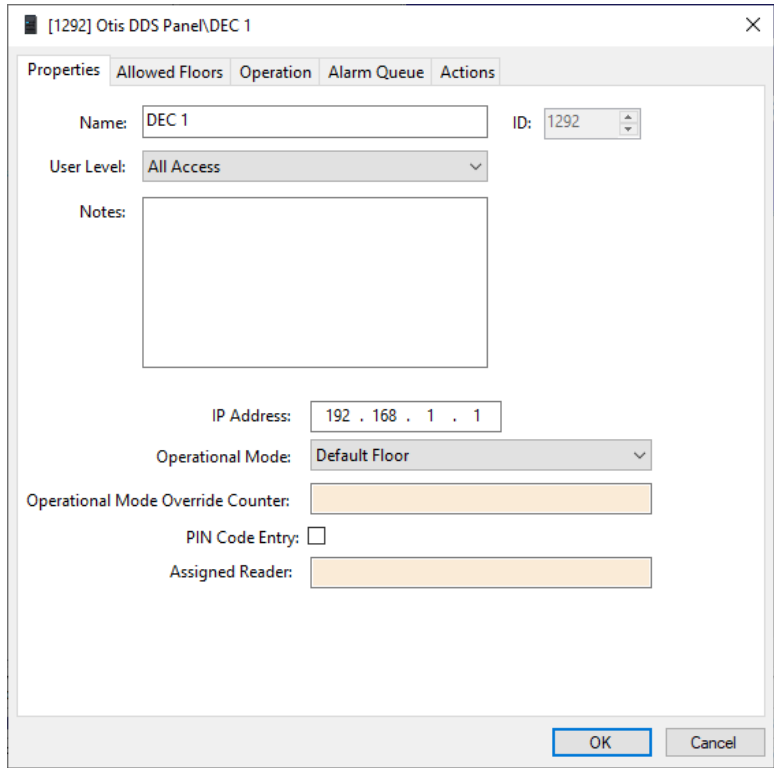 [1292] Otis DDS Panel\DEC 1
Properties Allowed Floors Operation Alarm Queue Actions
Name: DEC 1 ID: 1292
User Level: All Access
Notes:
IP Address: 192 . 168 . 1 . 1
Operational Mode: Default Floor
Operational Mode Override Counter:
PIN Code Entry:
Assigned Reader:
OK Cancel